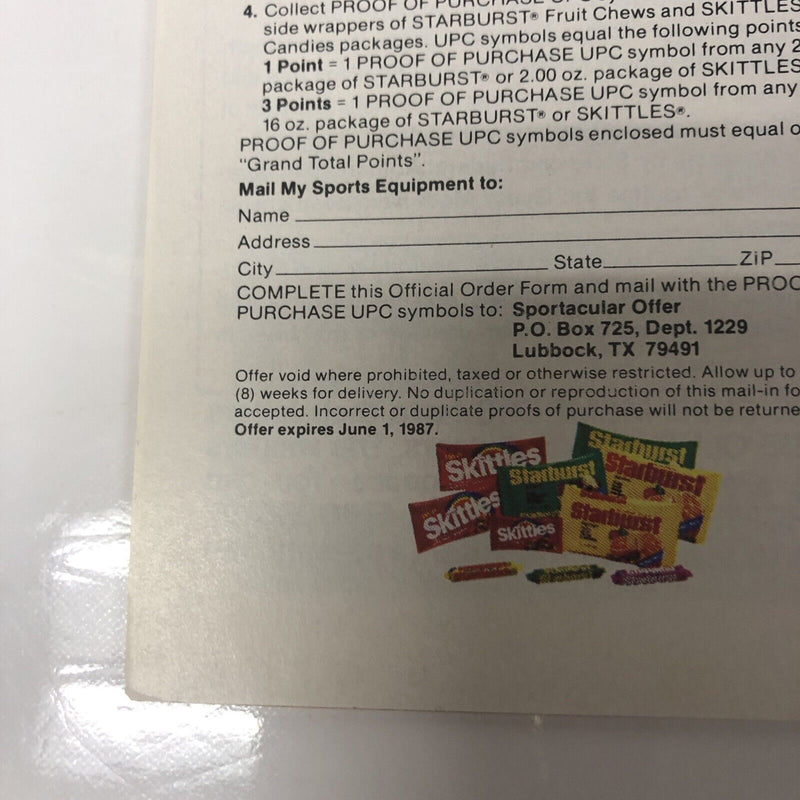 4. Collect PROOF OF PURCHASE
side wrappers of STARBURST® Fruit Chews and SKITTLES
Candies packages. UPC symbols equal the following points
1 Point = 1 PROOF OF PURCHASE UPC symbol from any 2
package of STARBURST® or 2.00 oz. package of SKITTLES
3 Points = 1 PROOF OF PURCHASE UPC symbol from any
16 oz. package of STARBURST® or SKITTLES®.
PROOF OF PURCHASE UPC symbols enclosed must equal o
"Grand Total Points".
Mail My Sports Equipment to:
Name
Address
City State ZiP
COMPLETE this Official Order Form and mail with the PROO
PURCHASE UPC symbols to: Sportacular Offer
P.O. Box 725, Dept. 1229
Lubbock, TX 79491
Offer void where prohibited, taxed or otherwise restricted. Allow up to
(8) weeks for delivery. No duplication or reproduction of this mail-in fo
accepted. Incorrect or duplicate proofs of purchase will not be returne
Offer expires June 1, 1987.
Starburst
Skittles
Starburst
Starburst
Skittles
Skittles
Starburst